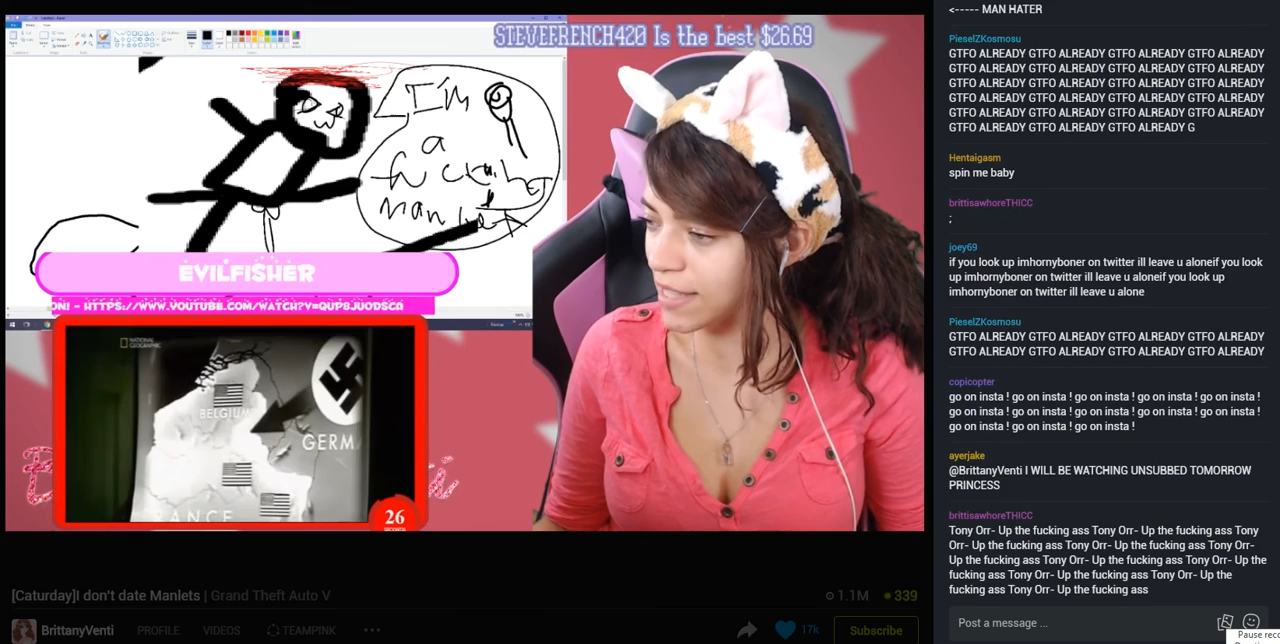 STEVEFRENCH420 Is the best $26.69
I'm
a
EVILFISHER
ON! - HTTPS://WWW.YOUTUBE.COM/WATCH?V=QUP8JUODSCA
NATIONAL
GEOGRAPHIC
BELGIUM
GERMA
RANCE
26
SECONDS
[Caturday]I don't date Manlets | Grand Theft Auto V
1.1M
339
BrittanyVenti
PROFILE
VIDEOS
TEAMPINK
17k
Subscribe
<----- MAN HATER
PieselZKosmosu
GTFO ALREADY GTFO ALREADY GTFO ALREADY GTFO ALREADY
GTFO ALREADY GTFO ALREADY GTFO ALREADY GTFO ALREADY
GTFO ALREADY GTFO ALREADY GTFO ALREADY GTFO ALREADY
GTFO ALREADY GTFO ALREADY GTFO ALREADY GTFO ALREADY
GTFO ALREADY GTFO ALREADY GTFO ALREADY GTFO ALREADY
GTFO ALREADY GTFO ALREADY GTFO ALREADY G
Hentaigasm
spin me baby
brittisawhoreTHICC
;
joey69
if you look up imhornyboner on twitter ill leave u aloneif you look
up imhornyboner on twitter ill leave u aloneif you look up
imhornyboner on twitter ill leave u alone
PieselZKosmosu
GTFO ALREADY GTFO ALREADY GTFO ALREADY GTFO ALREADY
GTFO ALREADY GTFO ALREADY GTFO ALREADY GTFO ALREADY
copicopter
go on insta ! go on insta ! go on insta ! go on insta ! go on insta !
go on insta ! go on insta ! go on insta ! go on insta ! go on insta !
go on insta ! go on insta ! go on insta !
ayerjake
@BrittanyVenti I WILL BE WATCHING UNSUBBED TOMORROW
PRINCESS
brittisawhoreTHICC
Tony Orr- Up the fucking ass Tony Orr- Up the fucking ass Tony
Orr- Up the fucking ass Tony Orr- Up the fucking ass Tony Orr-
Up the fucking ass Tony Orr- Up the fucking ass Tony Orr- Up the
fucking ass Tony Orr- Up the fucking ass Tony Orr- Up the
fucking ass Tony Orr- Up the fucking ass
Post a message ...
Pause reco